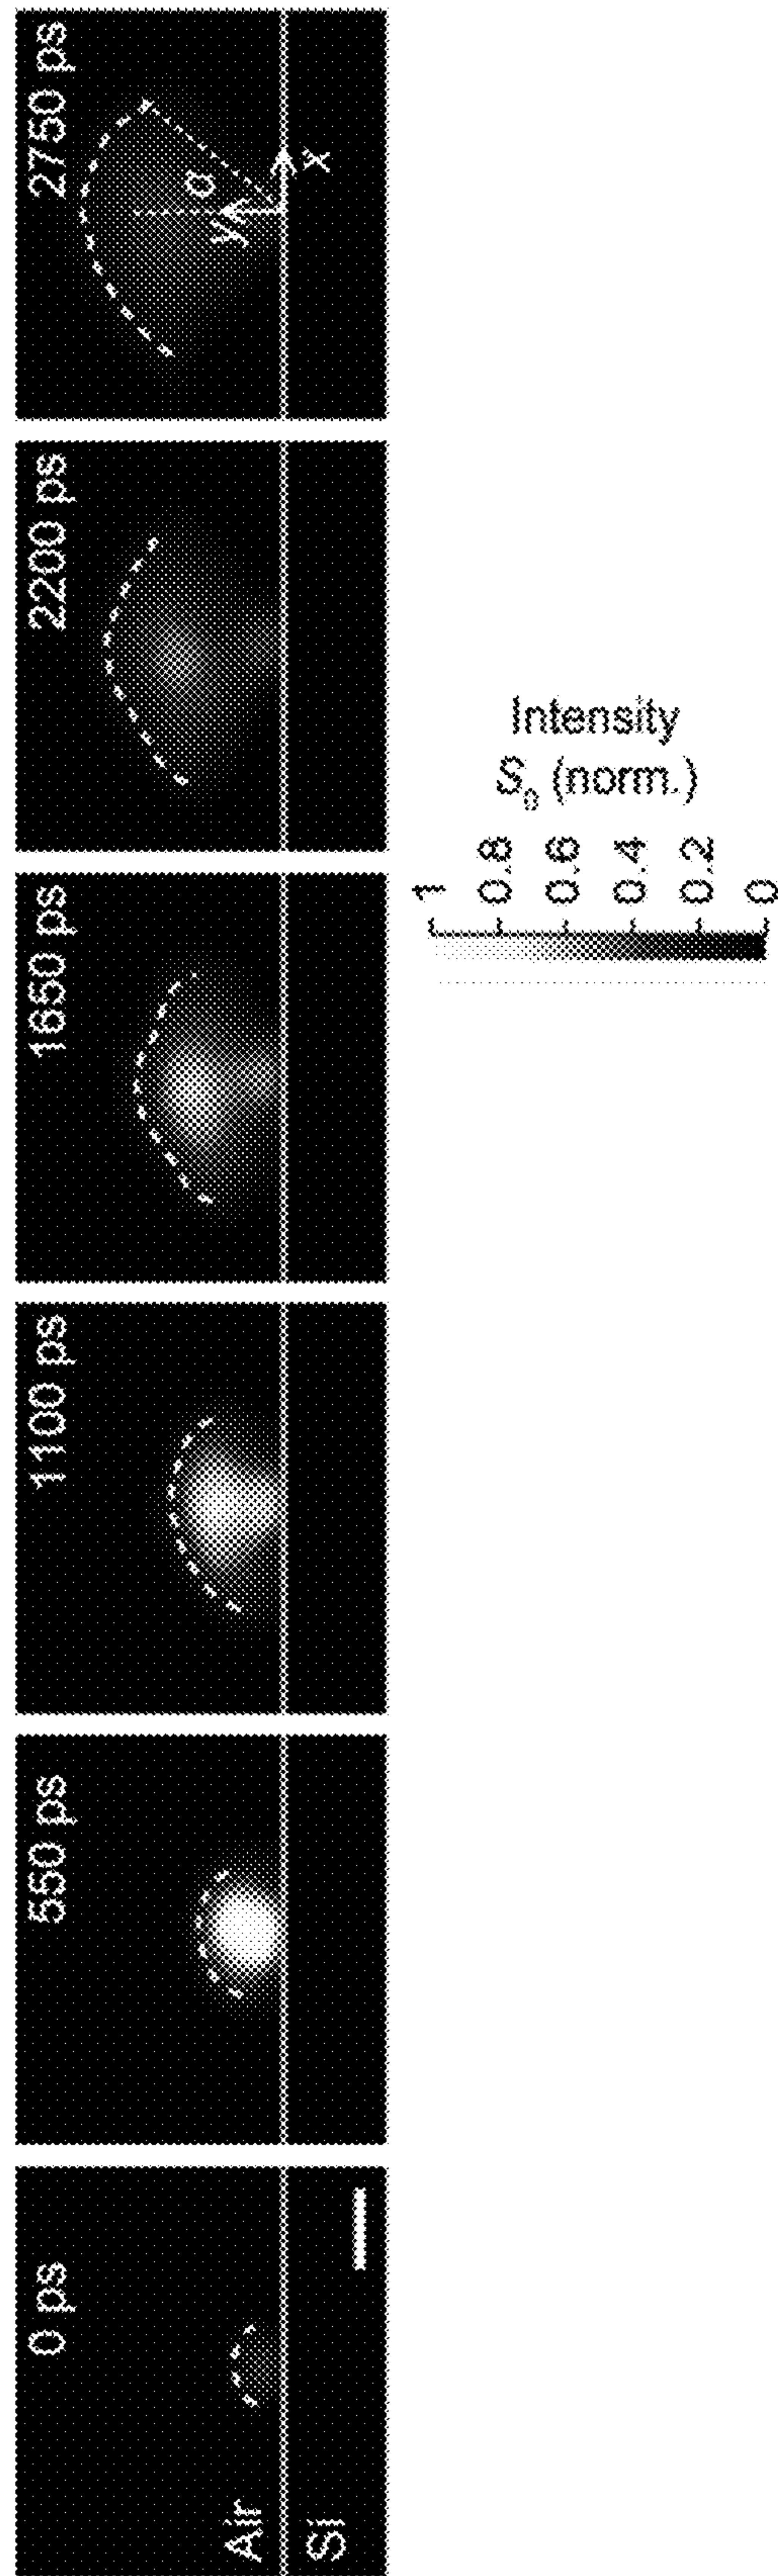 0 ps
Air
Si
550 ps
1100 ps
1650 ps
2200 ps
2750 ps
α
y
x
Intensity
S₀ (norm.)
1
0.8
0.6
0.4
0.2
0